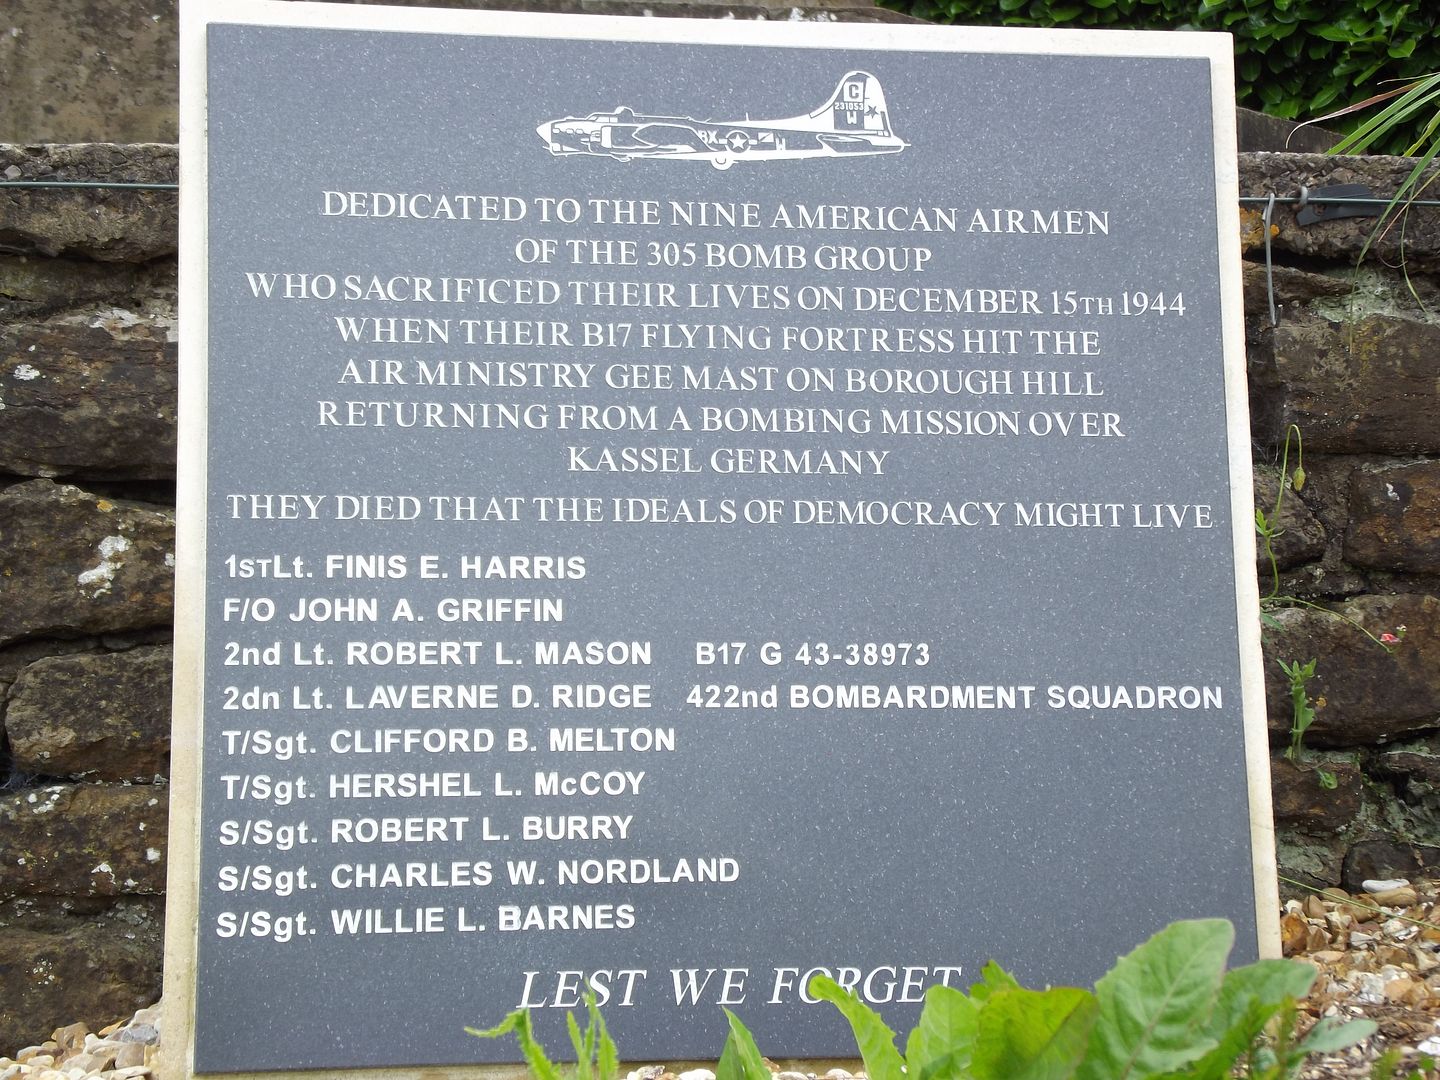 C
231053
W
BX
H
DEDICATED TO THE NINE AMERICAN AIRMEN
OF THE 305 BOMB GROUP
WHO SACRIFICED THEIR LIVES ON DECEMBER 15TH 1944
WHEN THEIR B17 FLYING FORTRESS HIT THE
AIR MINISTRY GEE MAST ON BOROUGH HILL
RETURNING FROM A BOMBING MISSION OVER
KASSEL GERMANY
THEY DIED THAT THE IDEALS OF DEMOCRACY MIGHT LIVE
1STLt. FINIS E. HARRIS
F/O JOHN A. GRIFFIN
2nd Lt. ROBERT L. MASON B17 G 43-38973
2dn Lt. LAVERNE D. RIDGE 422nd BOMBARDMENT SQUADRON
T/Sgt. CLIFFORD B. MELTON
T/Sgt. HERSHEL L. McCOY
S/Sgt. ROBERT L. BURRY
S/Sgt. CHARLES W. NORDLAND
S/Sgt. WILLIE L. BARNES
LEST WE FORGET